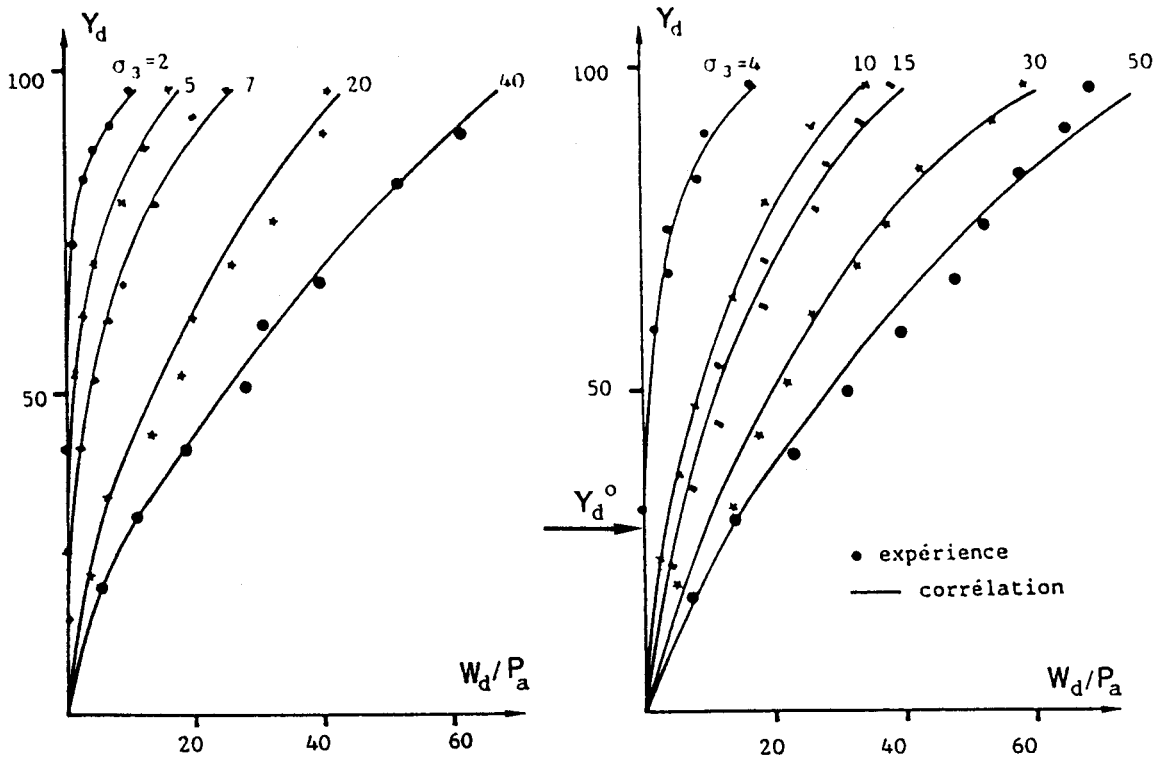 Y_d
100
σ_3=2
5
7
20
40
50
W_d/P_a
20
40
60
Y_d
100
σ_3=4
10
15
30
50
50
Y_d^o
● expérience
— corrélation
W_d/P_a
20
40
60